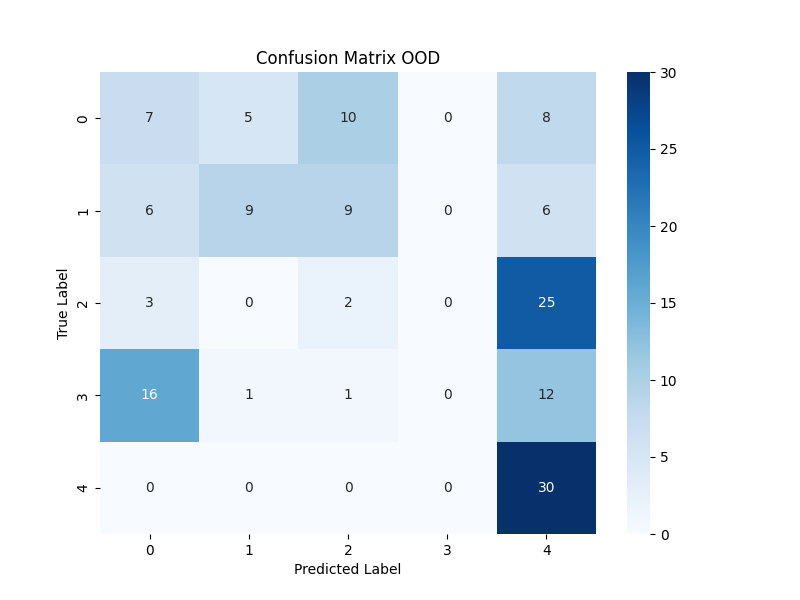 Confusion Matrix OOD
True Label
0 7 5 10 0 8
1 6 9 9 0 6
2 3 0 2 0 25
3 16 1 1 0 12
4 0 0 0 0 30
0 1 2 3 4
Predicted Label
30
25
20
15
10
5
0